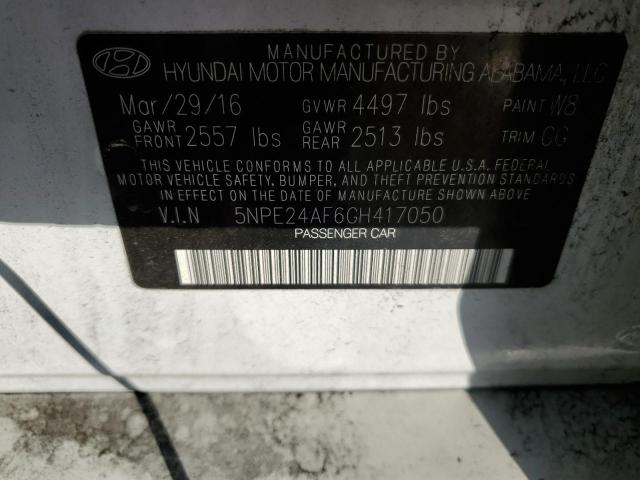 MANUFACTURED BY
HYUNDAI MOTOR MANUFACTURING ALABAMA, LLC
Mar/29/16 GVWR 4497 lbs PAINT W8
GAWR FRONT 2557 lbs GAWR REAR 2513 lbs TRIM OG
THIS VEHICLE CONFORMS TO ALL APPLICABLE U.S.A. FEDERAL
MOTOR VEHICLE SAFETY, BUMPER, AND THEFT PREVENTION STANDARDS
IN EFFECT ON THE DATE OF MANUFACTURE SHOWN ABOVE
V.I.N 5NPE24AF6GH417050
PASSENGER CAR